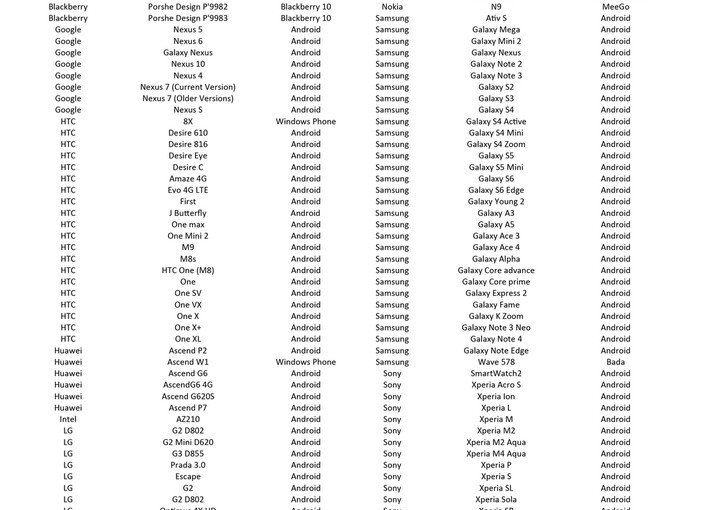 Blackberry Porshe Design P'9982 Blackberry 10 Nokia N9 MeeGo
Blackberry Porshe Design P'9983 Blackberry 10 Samsung Ativ S Android
Google Nexus 5 Android Samsung Galaxy Mega Android
Google Nexus 6 Android Samsung Galaxy Mini 2 Android
Google Galaxy Nexus Android Samsung Galaxy Nexus Android
Google Nexus 10 Android Samsung Galaxy Note 2 Android
Google Nexus 4 Android Samsung Galaxy Note 3 Android
Google Nexus 7 (Current Version) Android Samsung Galaxy S2 Android
Google Nexus 7 (Older Versions) Android Samsung Galaxy S3 Android
Google Nexus S Android Samsung Galaxy S4 Android
HTC 8X Windows Phone Samsung Galaxy S4 Active Android
HTC Desire 610 Android Samsung Galaxy S4 Mini Android
HTC Desire 816 Android Samsung Galaxy S4 Zoom Android
HTC Desire Eye Android Samsung Galaxy S5 Android
HTC Desire C Android Samsung Galaxy S5 Mini Android
HTC Amaze 4G Android Samsung Galaxy S6 Android
HTC Evo 4G LTE Android Samsung Galaxy S6 Edge Android
HTC First Android Samsung Galaxy Young 2 Android
HTC J Butterfly Android Samsung Galaxy A3 Android
HTC One max Android Samsung Galaxy A5 Android
HTC One Mini 2 Android Samsung Galaxy Ace 3 Android
HTC M9 Android Samsung Galaxy Ace 4 Android
HTC M8s Android Samsung Galaxy Alpha Android
HTC HTC One (M8) Android Samsung Galaxy Core advance Android
HTC One Android Samsung Galaxy Core prime Android
HTC One SV Android Samsung Galaxy Express 2 Android
HTC One VX Android Samsung Galaxy Fame Android
HTC One X Android Samsung Galaxy K Zoom Android
HTC One X+ Android Samsung Galaxy Note 3 Neo Android
HTC One XL Android Samsung Galaxy Note 4 Android
Huawei Ascend P2 Android Samsung Galaxy Note Edge Android
Huawei Ascend W1 Windows Phone Samsung Wave 578 Bada
Huawei Ascend G6 Android Sony SmartWatch2 Android
Huawei AscendG6 4G Android Sony Xperia Acro S Android
Huawei Ascend G620S Android Sony Xperia Ion Android
Huawei Ascend P7 Android Sony Xperia L Android
Intel AZ210 Android Sony Xperia M Android
LG G2 D802 Android Sony Xperia M2 Android
LG G2 Mini D620 Android Sony Xperia M2 Aqua Android
LG G3 D855 Android Sony Xperia M4 Aqua Android
LG Prada 3.0 Android Sony Xperia P Android
LG Escape Android Sony Xperia S Android
LG G2 Android Sony Xperia SL Android
LG G2 D802 Android Sony Xperia Sola Android